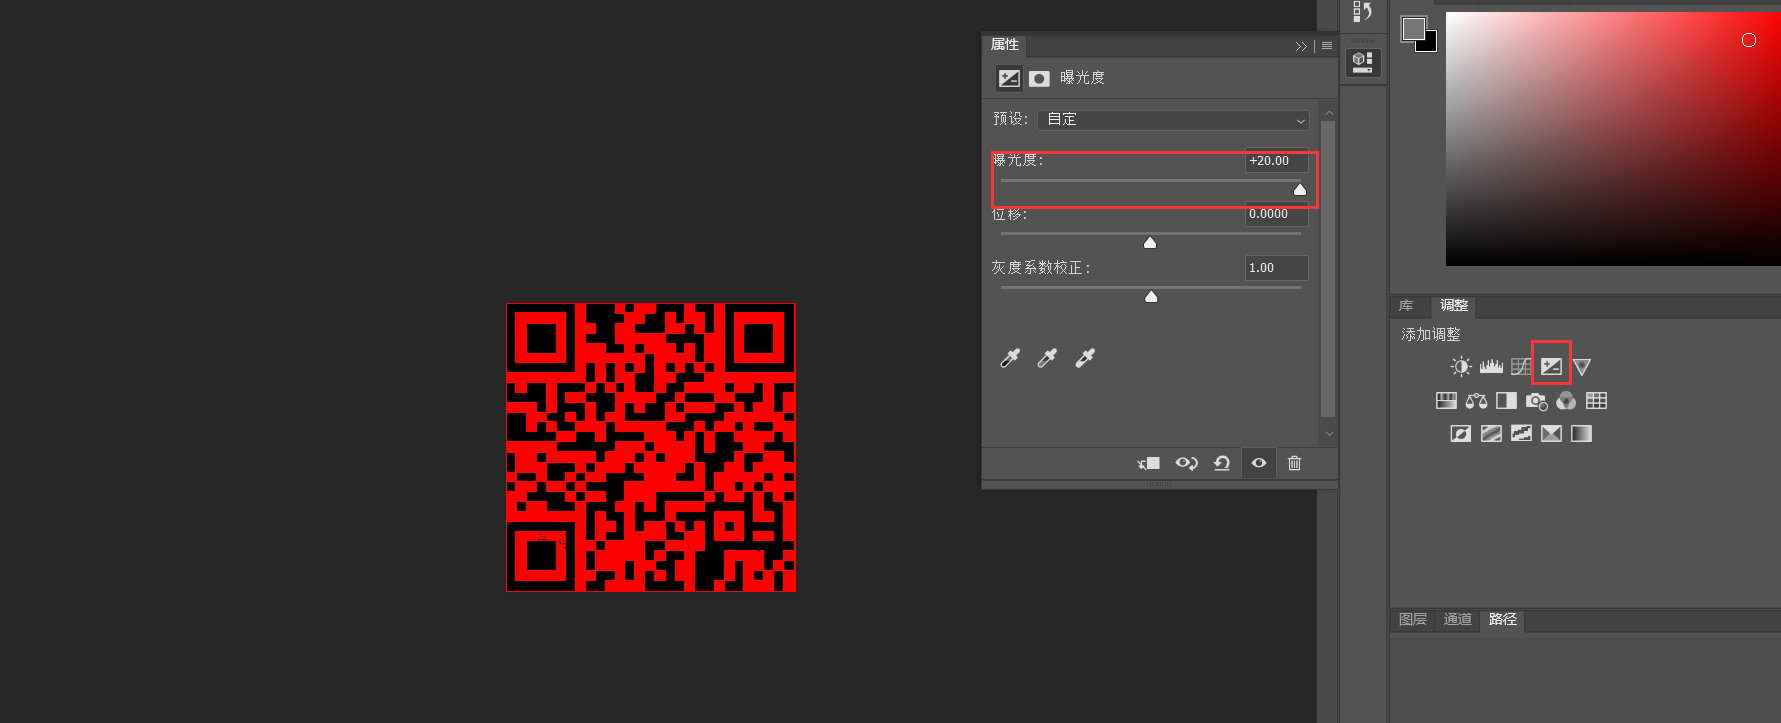 属性
曝光度
预设: 自定
曝光度: +20.00
位移: 0.0000
灰度系数校正: 1.00
库 调整
添加调整
图层 通道 路径